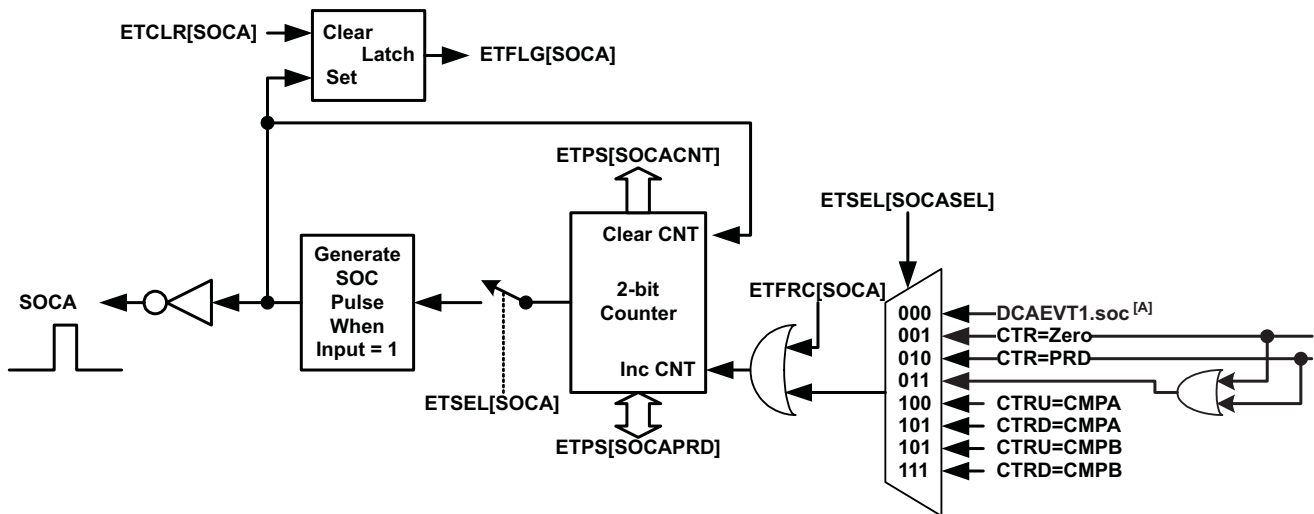 ETCLR[SOCA]
Clear
Latch
Set
ETFLG[SOCA]
ETPS[SOCACNT]
ETSEL[SOCASEL]
Clear CNT
2-bit
Counter
Inc CNT
Generate
SOC
Pulse
When
Input = 1
SOCA
ETSEL[SOCA]
ETPS[SOCAPRD]
ETFRC[SOCA]
000 DCAEVT1.soc [A]
001 CTR=Zero
010 CTR=PRD
011
100 CTRU=CMPA
101 CTRD=CMPA
101 CTRU=CMPB
111 CTRD=CMPB